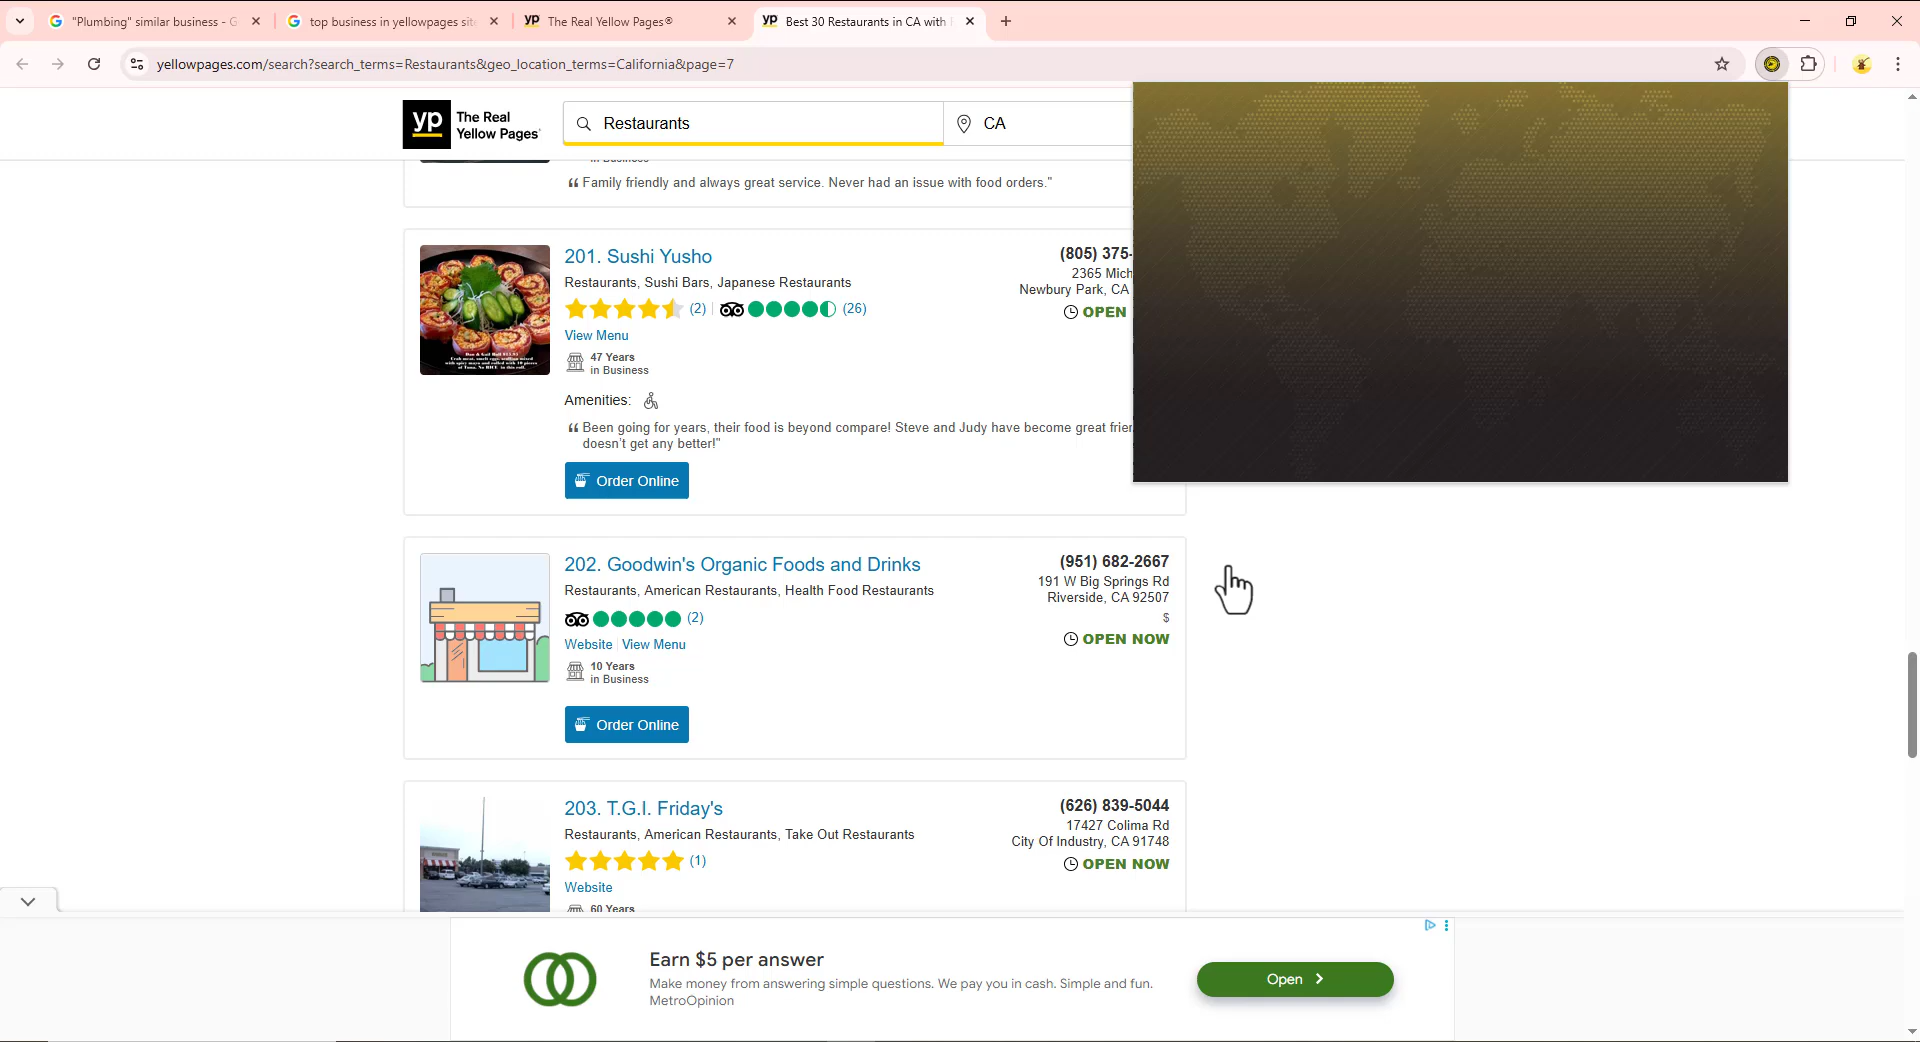 "Plumbing" similar business - G
top business in yellowpages site
The Real Yellow Pages®
Best 30 Restaurants in CA with
yellowpages.com/search?search_terms=Restaurants&geo_location_terms=California&page=7
yp The Real
Yellow Pages
Restaurants
CA
in Business
“ Family friendly and always great service. Never had an issue with food orders."
201. Sushi Yusho
(805) 375-
Restaurants, Sushi Bars, Japanese Restaurants
2365 Mich
Newbury Park, CA
(2) (26)
OPEN
View Menu
47 Years
in Business
Amenities:
“ Been going for years, their food is beyond compare! Steve and Judy have become great frien
doesn't get any better!"
Order Online
202. Goodwin's Organic Foods and Drinks
(951) 682-2667
Restaurants, American Restaurants, Health Food Restaurants
191 W Big Springs Rd
Riverside, CA 92507
(2)
$
Website View Menu
OPEN NOW
10 Years
in Business
Order Online
203. T.G.I. Friday's
(626) 839-5044
Restaurants, American Restaurants, Take Out Restaurants
17427 Colima Rd
City Of Industry, CA 91748
(1)
OPEN NOW
Website
60 Years
Earn $5 per answer
Make money from answering simple questions. We pay you in cash. Simple and fun.
MetroOpinion
Open